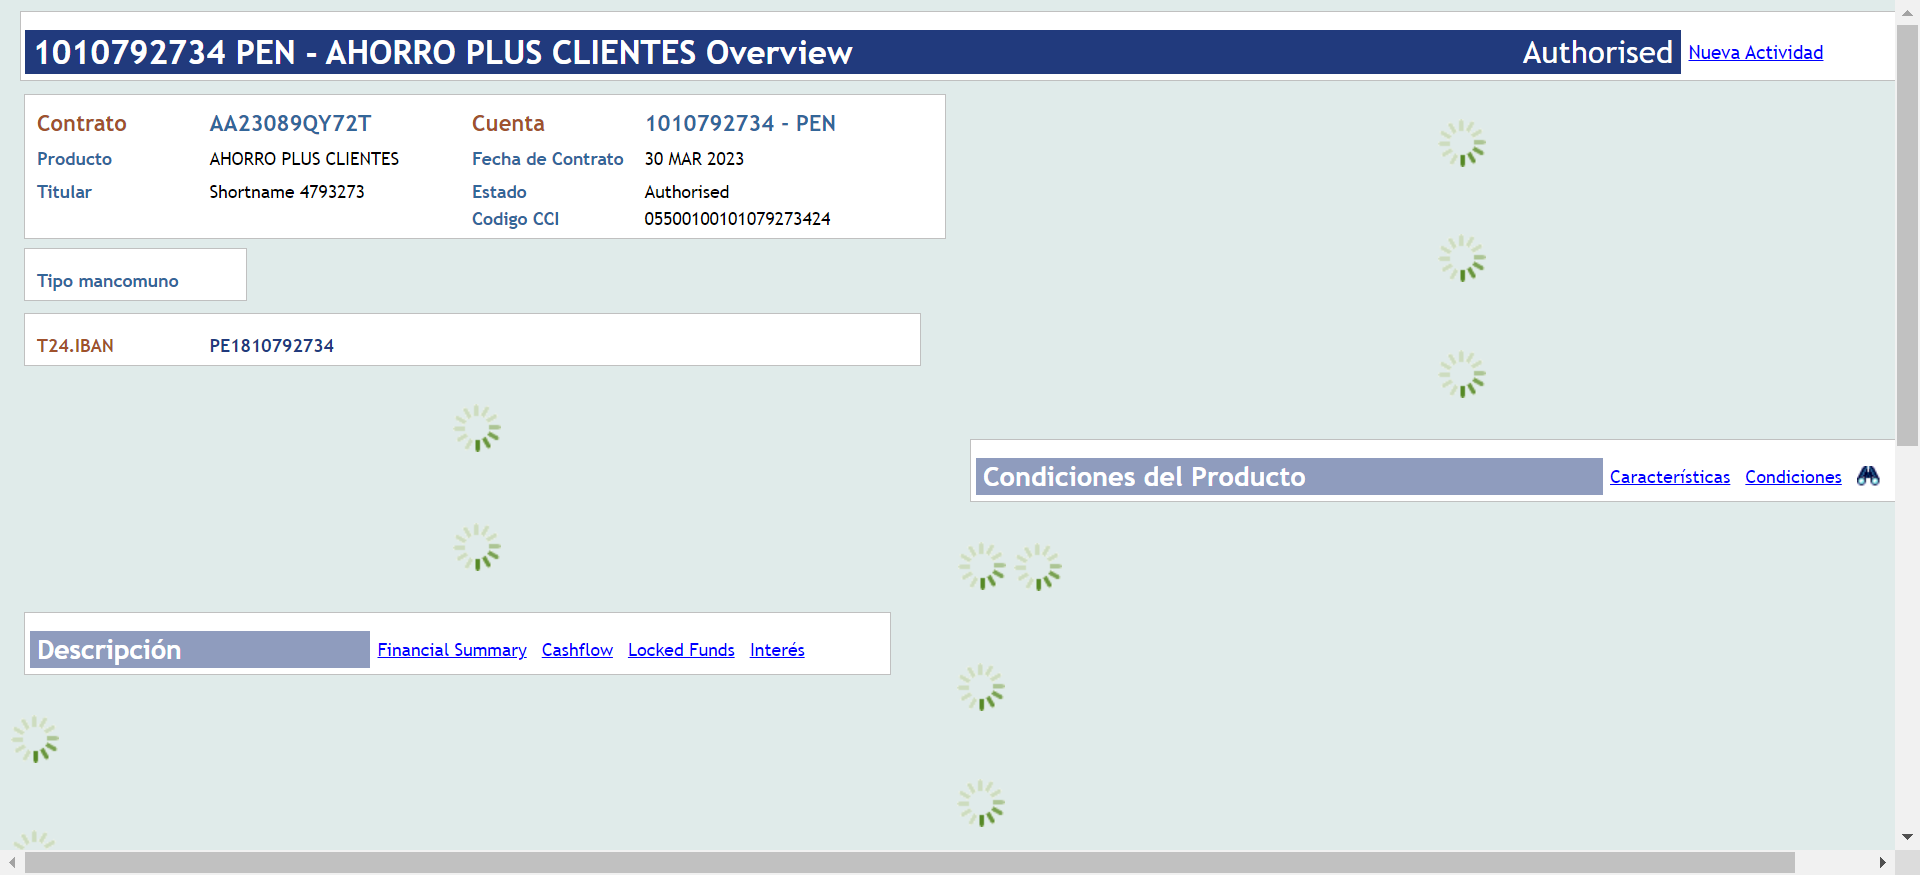 1010792734 PEN - AHORRO PLUS CLIENTES Overview Authorised Nueva Actividad
Contrato AA23089QY72T Cuenta 1010792734 - PEN
Producto AHORRO PLUS CLIENTES Fecha de Contrato 30 MAR 2023
Titular Shortname 4793273 Estado Authorised
Codigo CCI 05500100101079273424
Tipo mancomuno
T24.IBAN PE1810792734
Condiciones del Producto Características Condiciones
Descripción Financial Summary Cashflow Locked Funds Interés